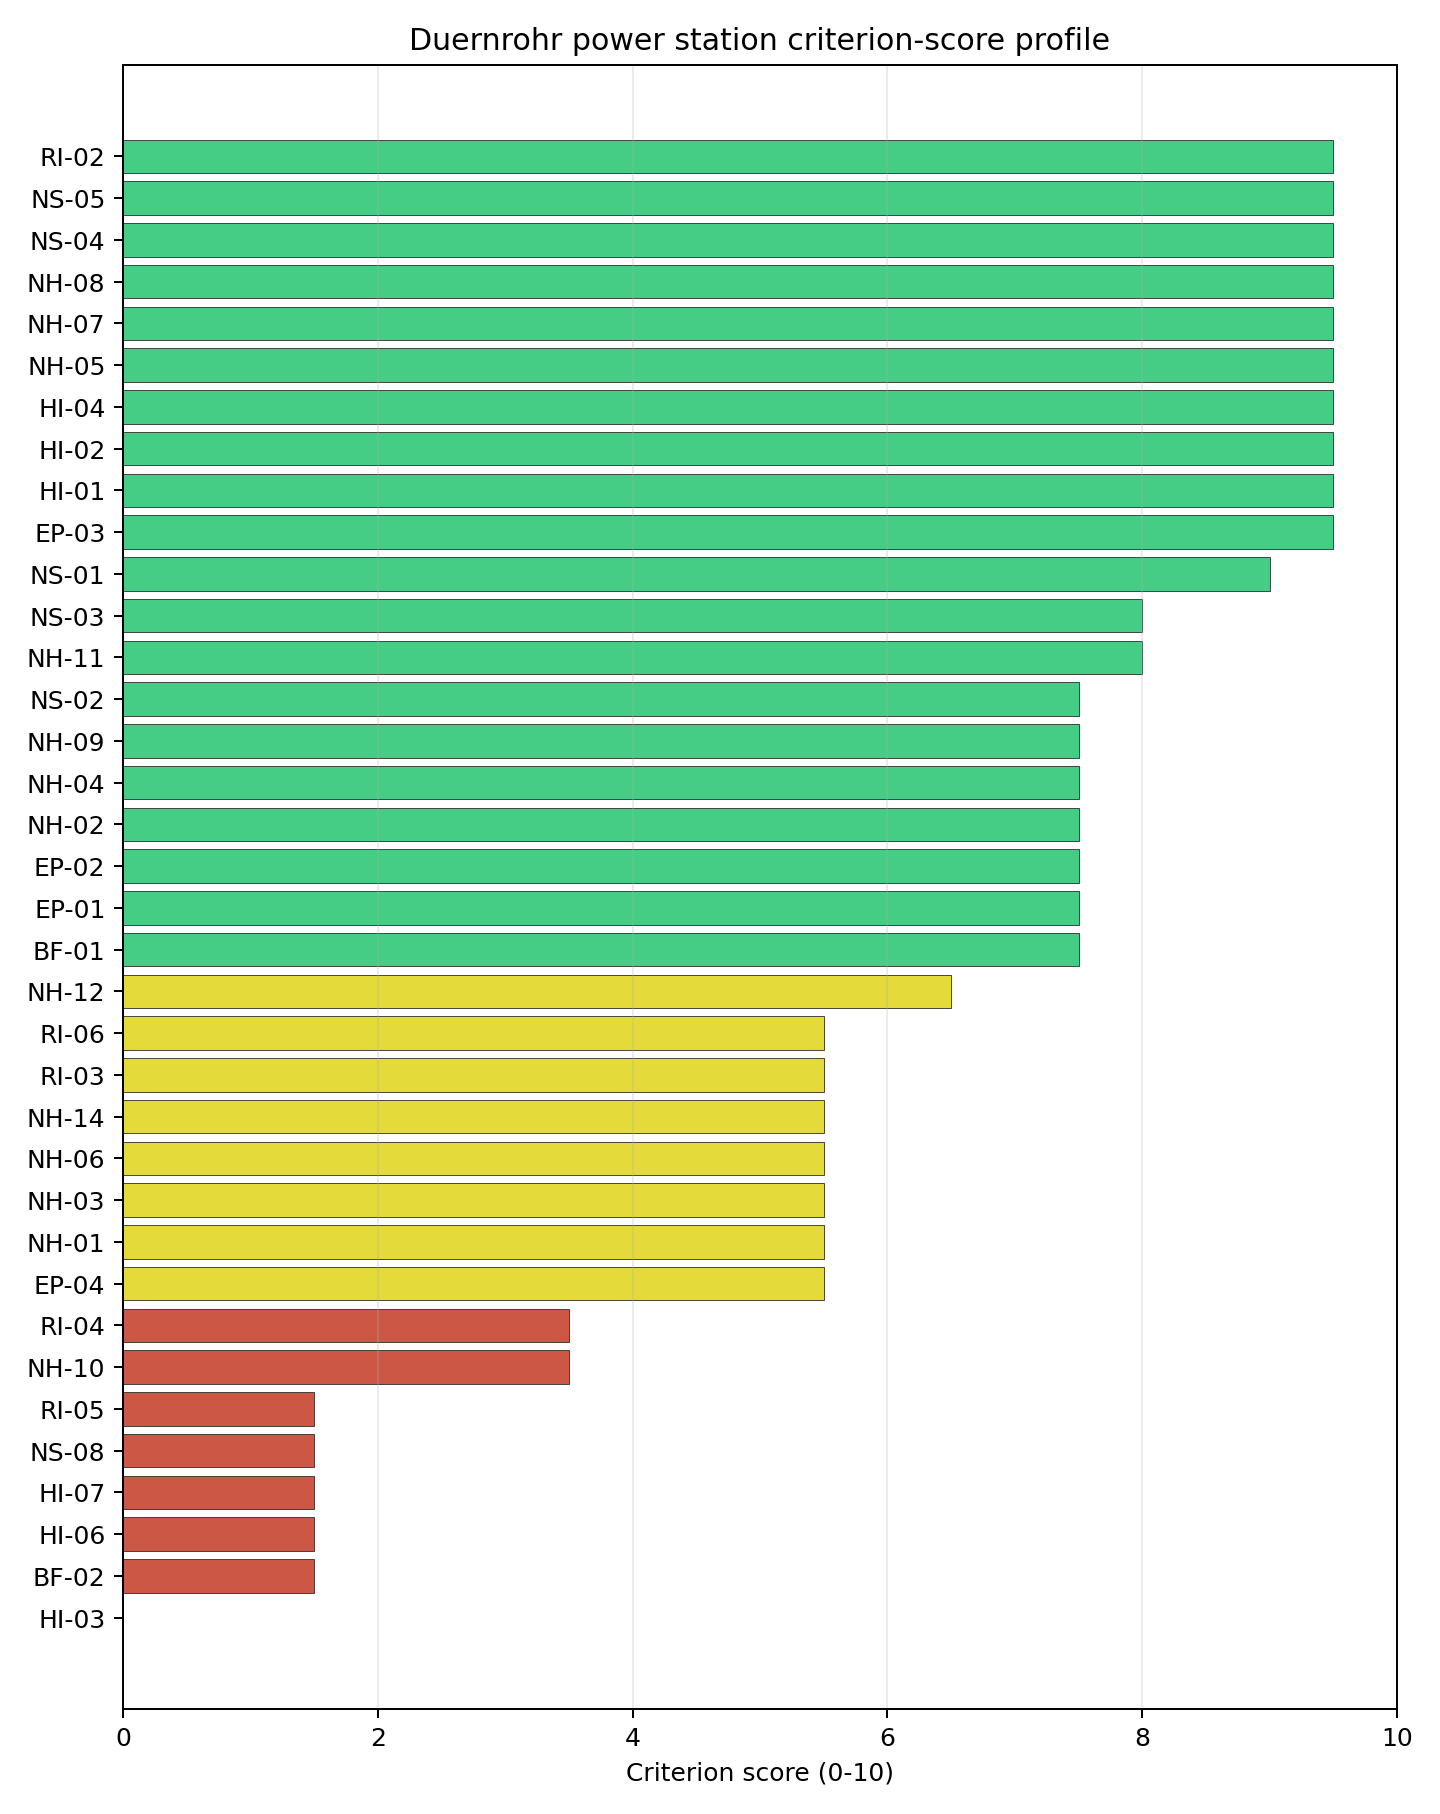 Duernrohr power station criterion-score profile
RI-02
NS-05
NS-04
NH-08
NH-07
NH-05
HI-04
HI-02
HI-01
EP-03
NS-01
NS-03
NH-11
NS-02
NH-09
NH-04
NH-02
EP-02
EP-01
BF-01
NH-12
RI-06
RI-03
NH-14
NH-06
NH-03
NH-01
EP-04
RI-04
NH-10
RI-05
NS-08
HI-07
HI-06
BF-02
HI-03
0 2 4 6 8 10
Criterion score (0-10)